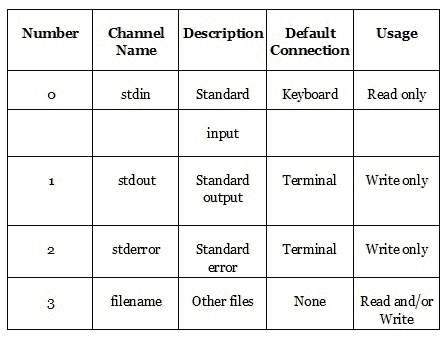 Number Channel Name Description Default Connection Usage
0 stdin Standard Keyboard Read only
input
1 stdout Standard output Terminal Write only
2 stderror Standard error Terminal Write only
3 filename Other files None Read and/or Write